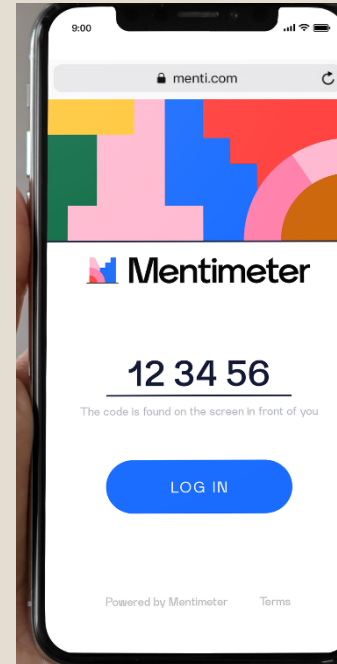 9:00
menti.com
Mentimeter
12 34 56
The code is found on the screen in front of you
LOG IN
Powered by Mentimeter Terms